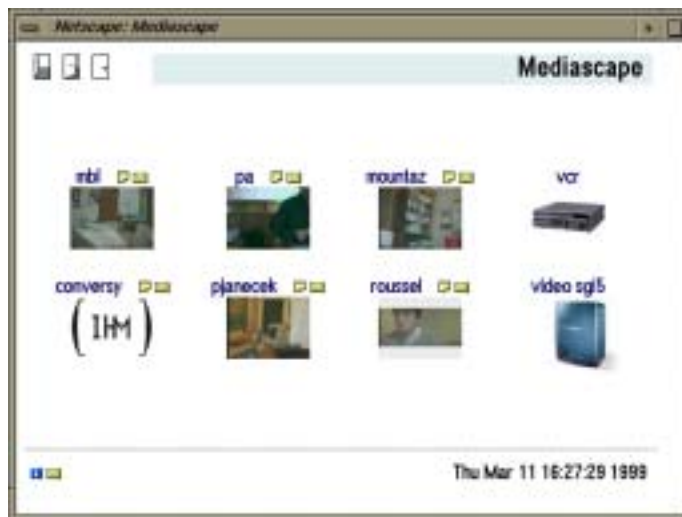 Netscape: Mediascape
Mediascape
mbl pa mountaz vcr
conversy pjanecek roussel video sgi5
(IHM)
Thu Mar 11 16:27:29 1999